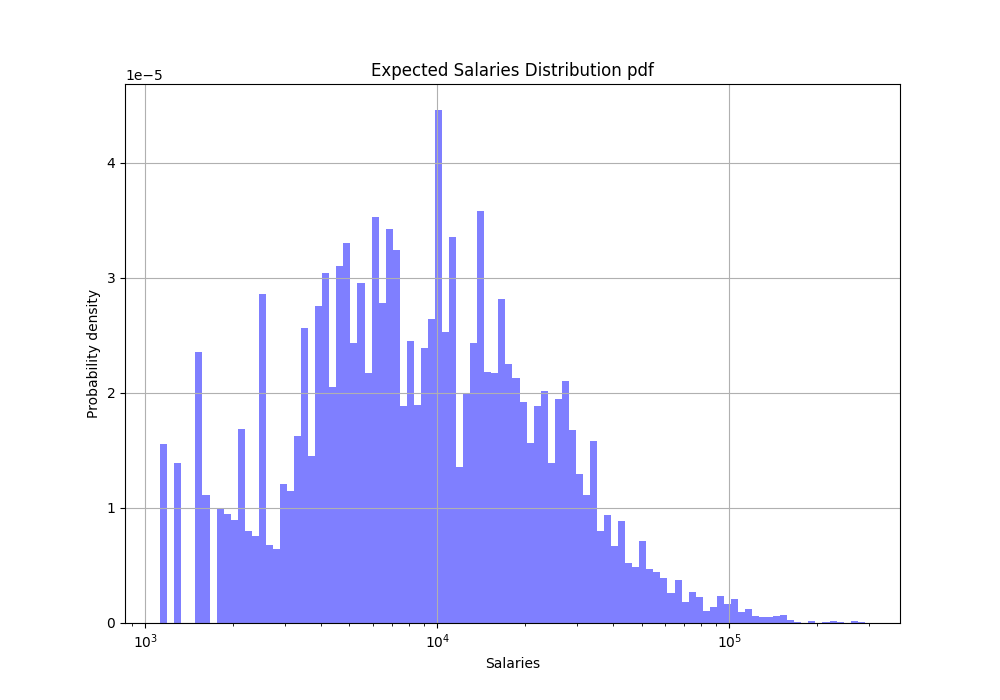 Expected Salaries Distribution pdf
1e−5
4
3
2
1
0
Probability density
10³
10⁴
10⁵
Salaries